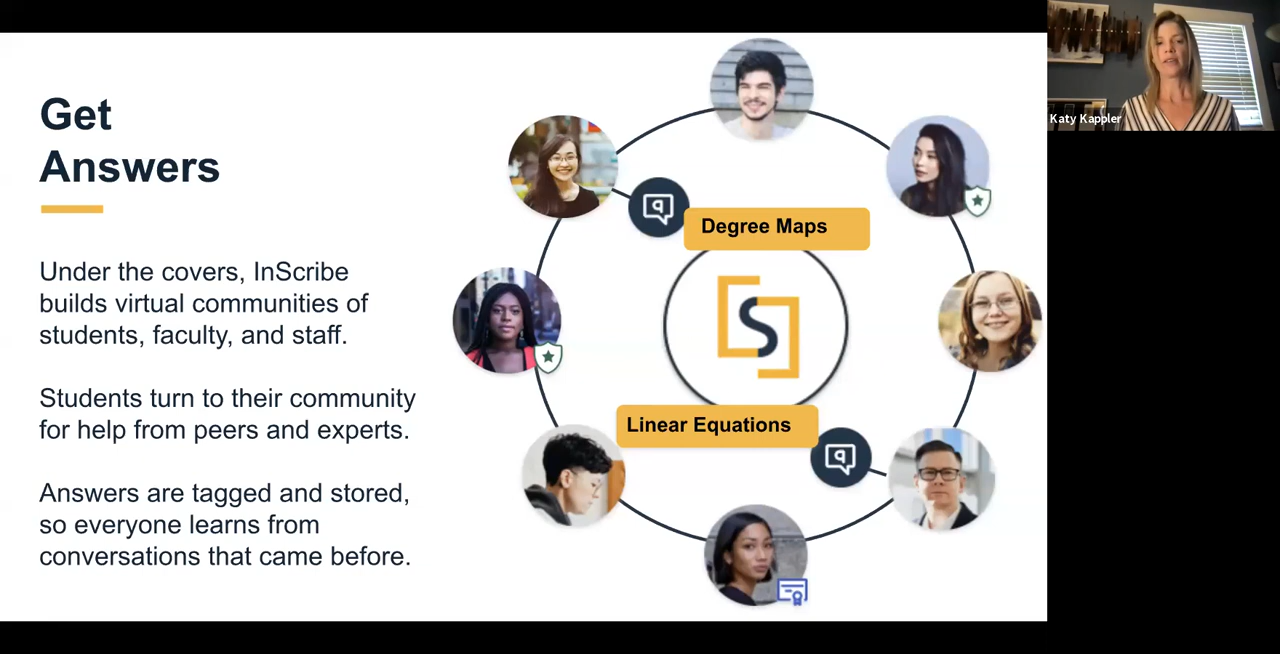 Get
Answers
Under the covers, InScribe
builds virtual communities of
students, faculty, and staff.
Students turn to their community
for help from peers and experts.
Answers are tagged and stored,
so everyone learns from
conversations that came before.
Degree Maps
S
Linear Equations
Katy Kappler